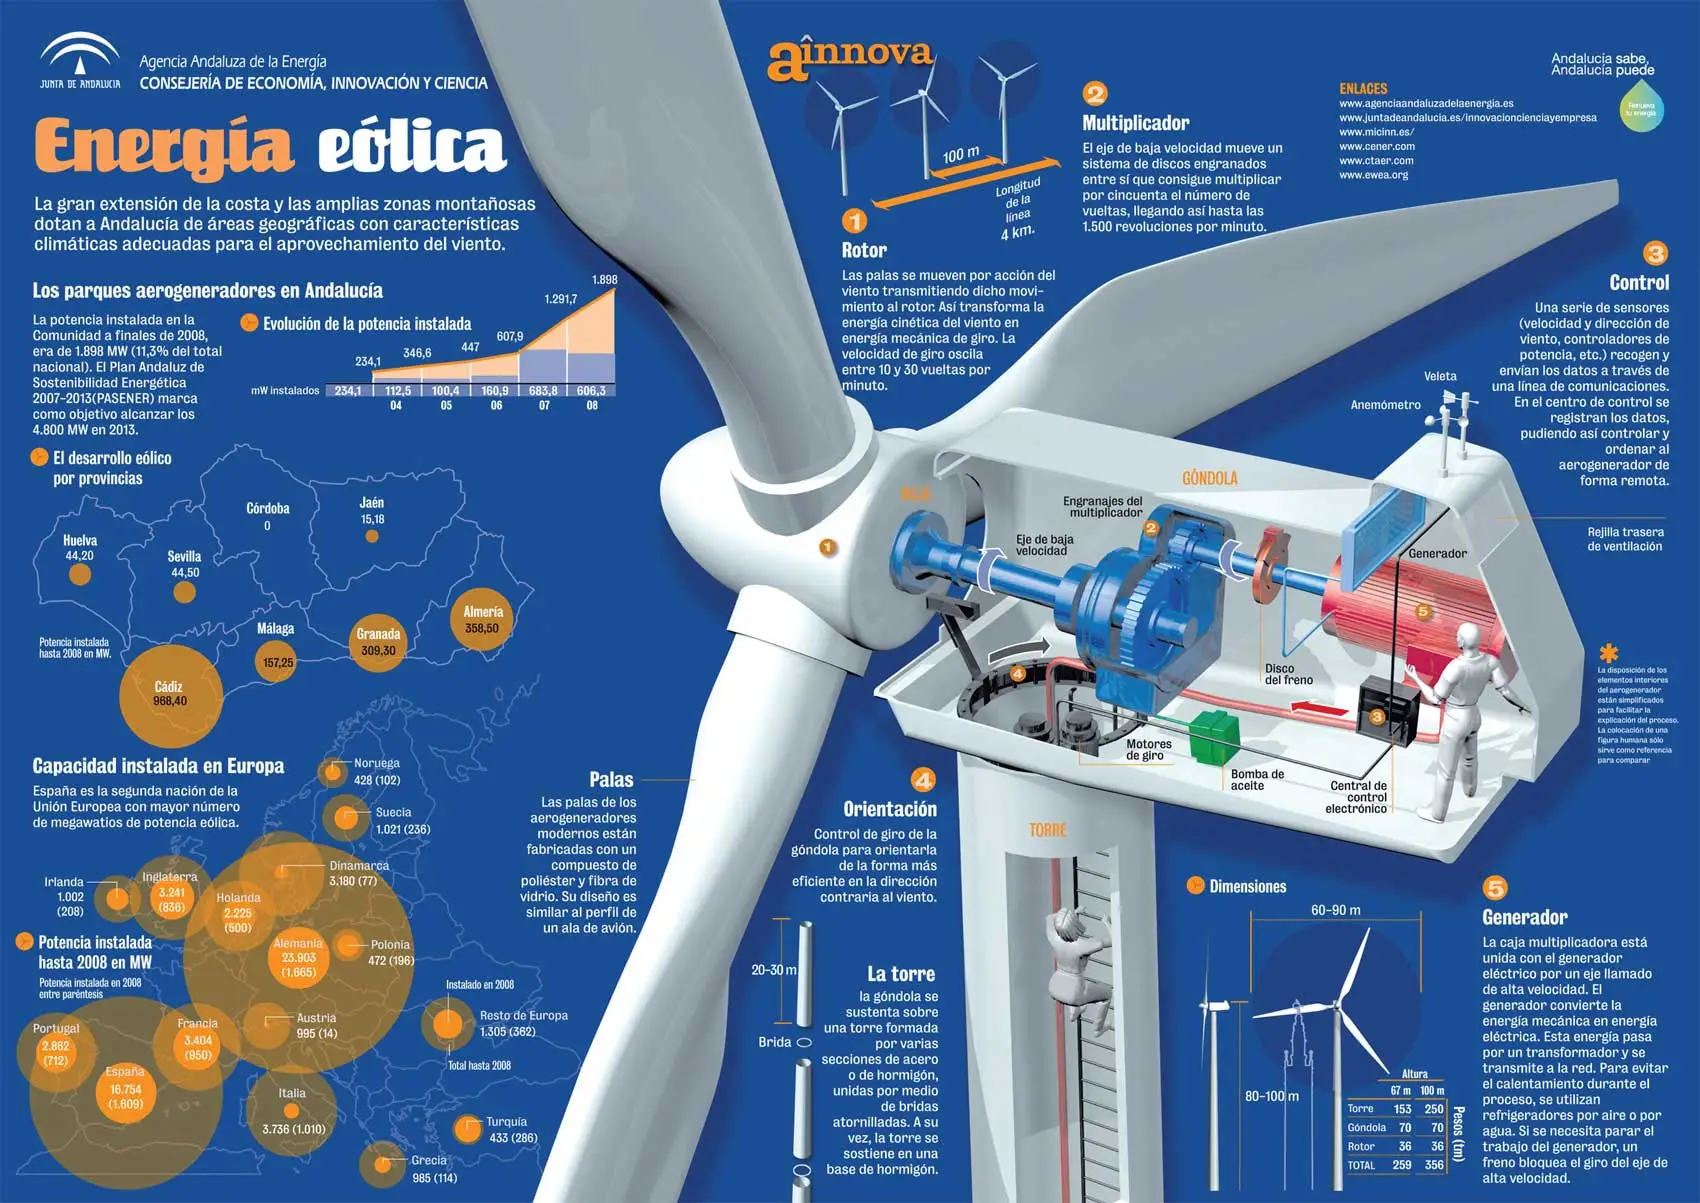 JUNTA DE ANDALUCIA
Agencia Andaluza de la Energía
CONSEJERÍA DE ECONOMÍA, INNOVACIÓN Y CIENCIA
Energía eólica
La gran extensión de la costa y las amplias zonas montañosas
dotan a Andalucía de áreas geográficas con características
climáticas adecuadas para el aprovechamiento del viento.
Los parques aerogeneradores en Andalucía
La potencia instalada en la
Comunidad a finales de 2008,
era de 1.898 MW (11,3% del total
nacional). El Plan Andaluz de
Sostenibilidad Energética
2007-2013(PASENER) marca
como objetivo alcanzar los
4.800 MW en 2013.
Evolución de la potencia instalada
234,1
346,6
447
607,9
1.291,7
1.898
mW instalados
234,1 112,5 100,4 160,9 683,8 606,3
04 05 06 07 08
El desarrollo eólico
por provincias
Huelva
44,20
Sevilla
44,50
Córdoba
0
Jaén
15,18
Potencia instalada
hasta 2008 en MW.
Cádiz
968,40
Málaga
157,25
Granada
309,30
Almería
358,50
Capacidad instalada en Europa
España es la segunda nación de la
Unión Europea con mayor número
de megawatios de potencia eólica.
Noruega
428 (102)
Suecia
1.021 (236)
Dinamarca
3.180 (77)
Irlanda
1.002
(208)
Inglaterra
3.241
(836)
Holanda
2.225
(500)
Alemania
23.903
(1.665)
Polonia
472 (196)
Potencia instalada
hasta 2008 en MW
Potencia instalada en 2008
entre paréntesis
Portugal
2.862
(712)
Francia
3.404
(950)
Austria
995 (14)
España
16.754
(1.609)
Italia
3.736 (1.010)
Instalado en 2008
Resto de Europa
1.305 (362)
Total hasta 2008
Turquía
433 (286)
Grecia
985 (114)
aînnova
100 m
Longitud
de la
línea
4 km.
1
Rotor
Las palas se mueven por acción del
viento transmitiendo dicho movi-
miento al rotor. Así transforma la
energía cinética del viento en
energía mecánica de giro. La
velocidad de giro oscila
entre 10 y 30 vueltas por
minuto.
2
Multiplicador
El eje de baja velocidad mueve un
sistema de discos engranados
entre sí que consigue multiplicar
por cincuenta el número de
vueltas, llegando así hasta las
1.500 revoluciones por minuto.
ENLACES
www.agenciaandaluzadelaenergia.es
www.juntadeandalucia.es/innovacioncienciayempresa
www.micinn.es/
www.cener.com
www.ctaer.com
www.ewea.org
Andalucía sabe,
Andalucía puede
Renueva
tu energía
3
Control
Una serie de sensores
(velocidad y dirección de
viento, controladores de
potencia, etc.) recogen y
envían los datos a través de
una línea de comunicaciones.
En el centro de control se
registran los datos,
pudiendo así controlar y
ordenar al
aerogenerador de
forma remota.
Veleta
Anemómetro
GÓNDOLA
BUJE
Engranajes del
multiplicador
Eje de baja
velocidad
1
2
Generador
5
Rejilla trasera
de ventilación
Disco
del freno
4
3
Motores
de giro
Bomba de
aceite
Central de
control
electrónico
*
La disposición de los
elementos interiores
del aerogenerador
están simplificados
para facilitar la
explicación del proceso.
La colocación de una
figura humana sólo
sirve como referencia
para comparar
Palas
Las palas de los
aerogeneradores
modernos están
fabricadas con un
compuesto de
poliéster y fibra de
vidrio. Su diseño es
similar al perfil de
un ala de avión.
4
Orientación
Control de giro de la
góndola para orientarla
de la forma más
eficiente en la dirección
contraria al viento.
TORRE
20-30 m
Brida
La torre
la góndola se
sustenta sobre
una torre formada
por varias
secciones de acero
o de hormigón,
unidas por medio
de bridas
atornilladas. A su
vez, la torre se
sostiene en una
base de hormigón.
Dimensiones
60-90 m
80-100 m
Altura
67 m 100 m
Torre 153 250
Góndola 70 70
Rotor 36 36
TOTAL 259 356
Pesos (tm)
5
Generador
La caja multiplicadora está
unida con el generador
eléctrico por un eje llamado
de alta velocidad. El
generador convierte la
energía mecánica en energía
eléctrica. Esta energía pasa
por un transformador y se
transmite a la red. Para evitar
el calentamiento durante el
proceso, se utilizan
refrigeradores por aire o por
agua. Si se necesita parar el
trabajo del generador, un
freno bloquea el giro del eje de
alta velocidad.